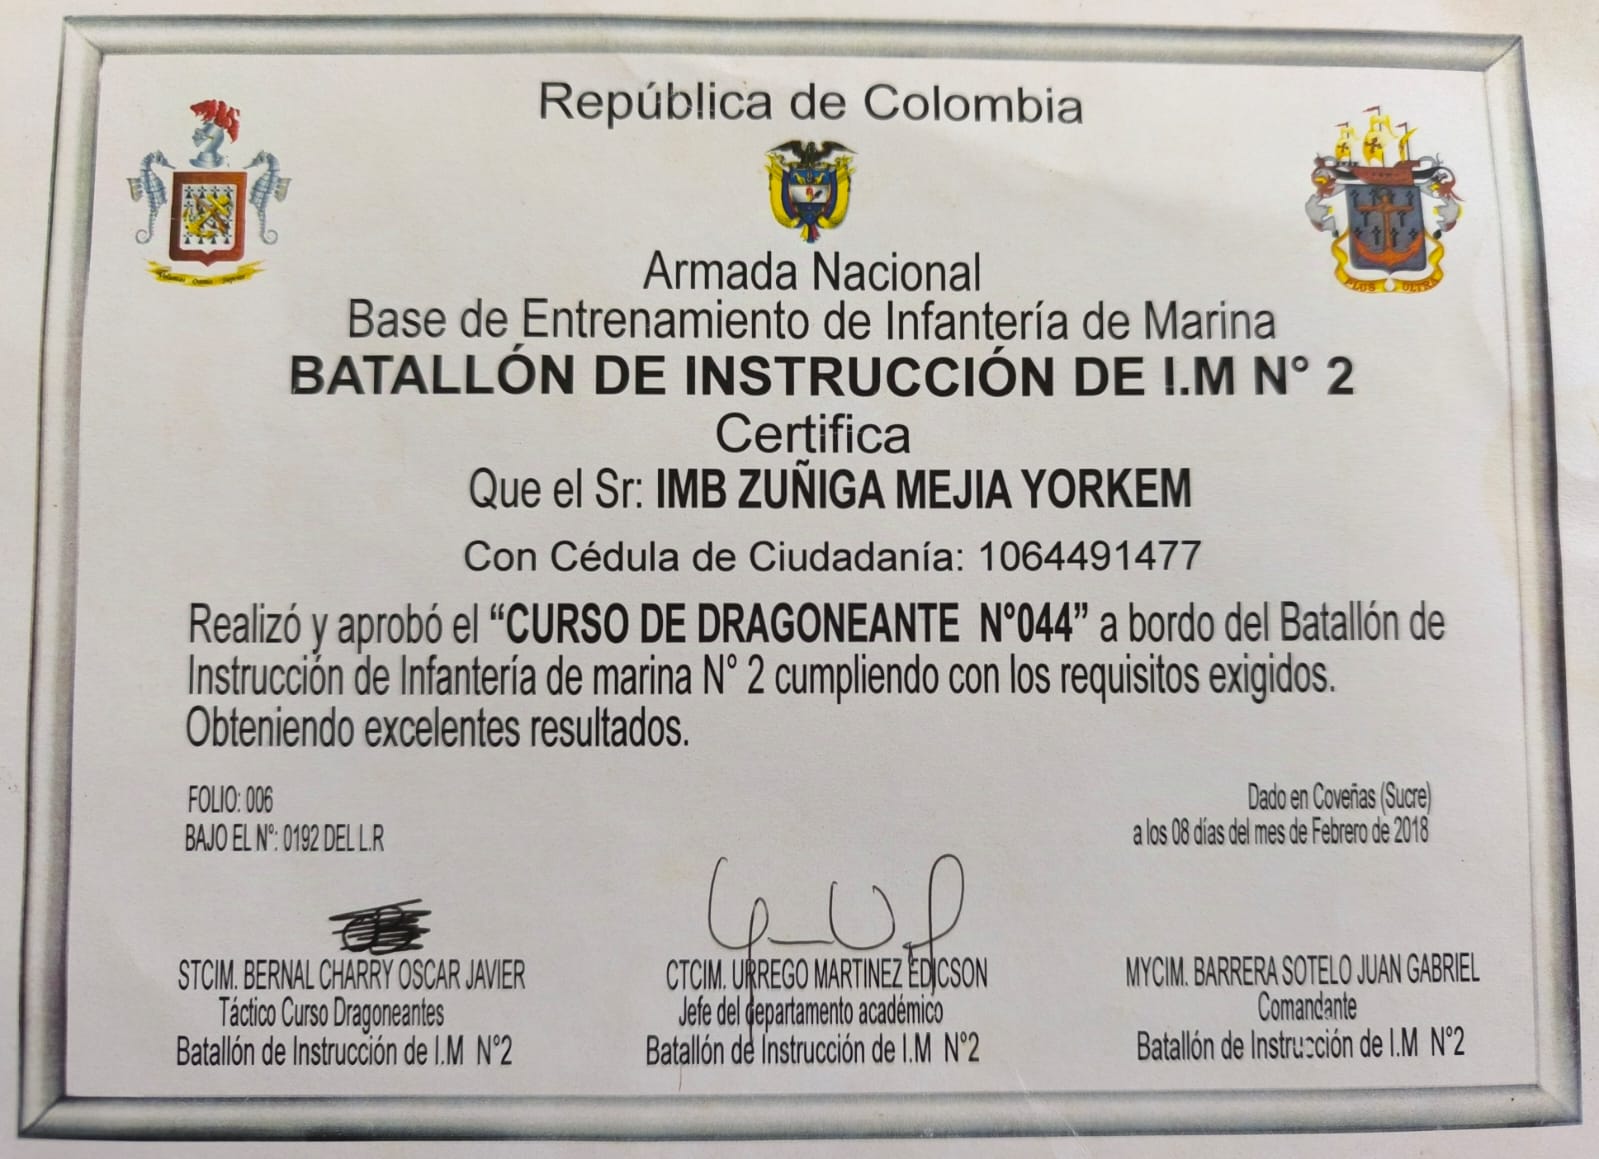 República de Colombia
Armada Nacional
Base de Entrenamiento de Infantería de Marina
BATALLÓN DE INSTRUCCIÓN DE I.M N° 2
Certifica
Que el Sr: IMB ZUÑIGA MEJIA YORKEM
Con Cédula de Ciudadanía: 1064491477
Realizó y aprobó el “CURSO DE DRAGONEANTE N°044” a bordo del Batallón de
Instrucción de Infantería de marina N° 2 cumpliendo con los requisitos exigidos.
Obteniendo excelentes resultados.
FOLIO: 006
BAJO EL N°: 0192 DEL L.R
Dado en Coveñas (Sucre)
a los 08 días del mes de Febrero de 2018
STCIM. BERNAL CHARRY OSCAR JAVIER
Táctico Curso Dragoneantes
Batallón de Instrucción de I.M N°2
CTCIM. URREGO MARTINEZ EDICSON
Jefe del departamento académico
Batallón de Instrucción de I.M N°2
MYCIM. BARRERA SOTELO JUAN GABRIEL
Comandante
Batallón de Instrucción de I.M N°2
PLUS ULTRA